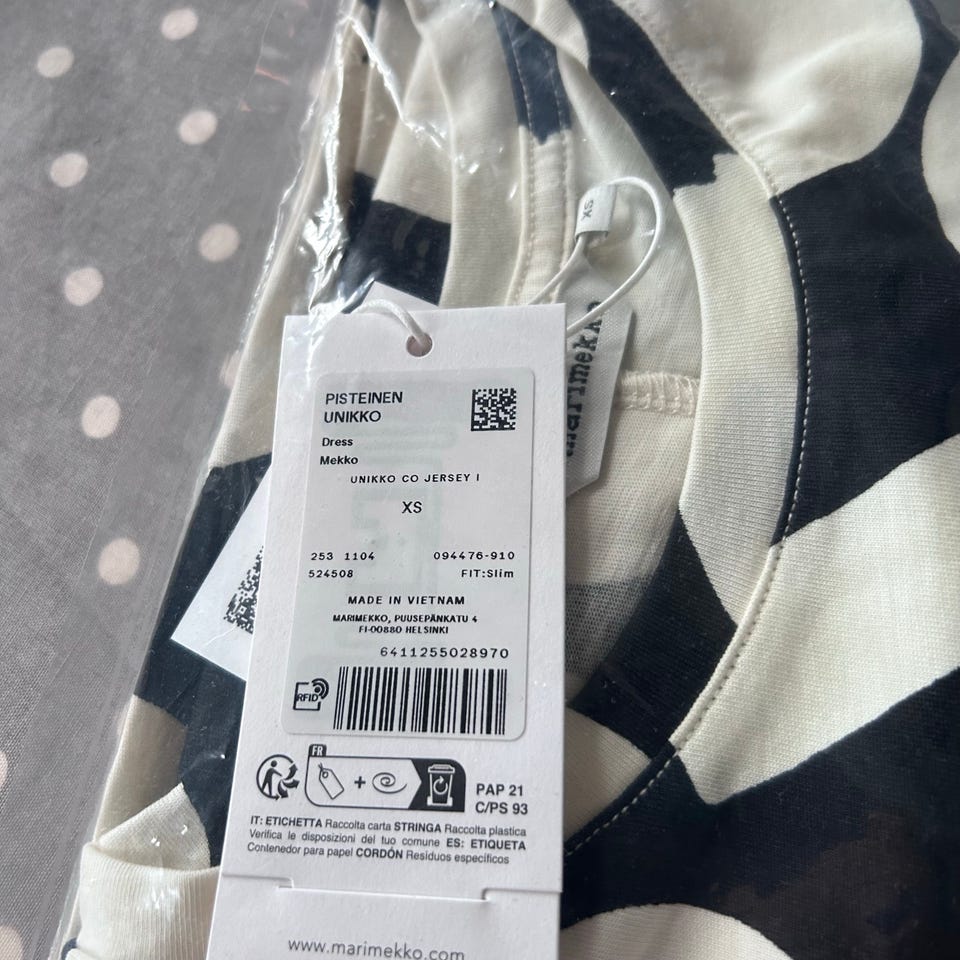 XS
marimekko
PISTEINEN
UNIKKO
Dress
Mekko
UNIKKO CO JERSEY I
XS
253 1104 094476-910
524508 FIT:Slim
MADE IN VIETNAM
MARIMEKKO, PUUSEPÄNKATU 4
FI-00880 HELSINKI
6411255028970
RFID
FR
PAP 21
C/PS 93
IT: ETICHETTA Raccolta carta STRINGA Raccolta plastica
Verifica le disposizioni del tuo comune ES: ETIQUETA
Contenedor para papel CORDÓN Residuos específicos
www.marimekko.com